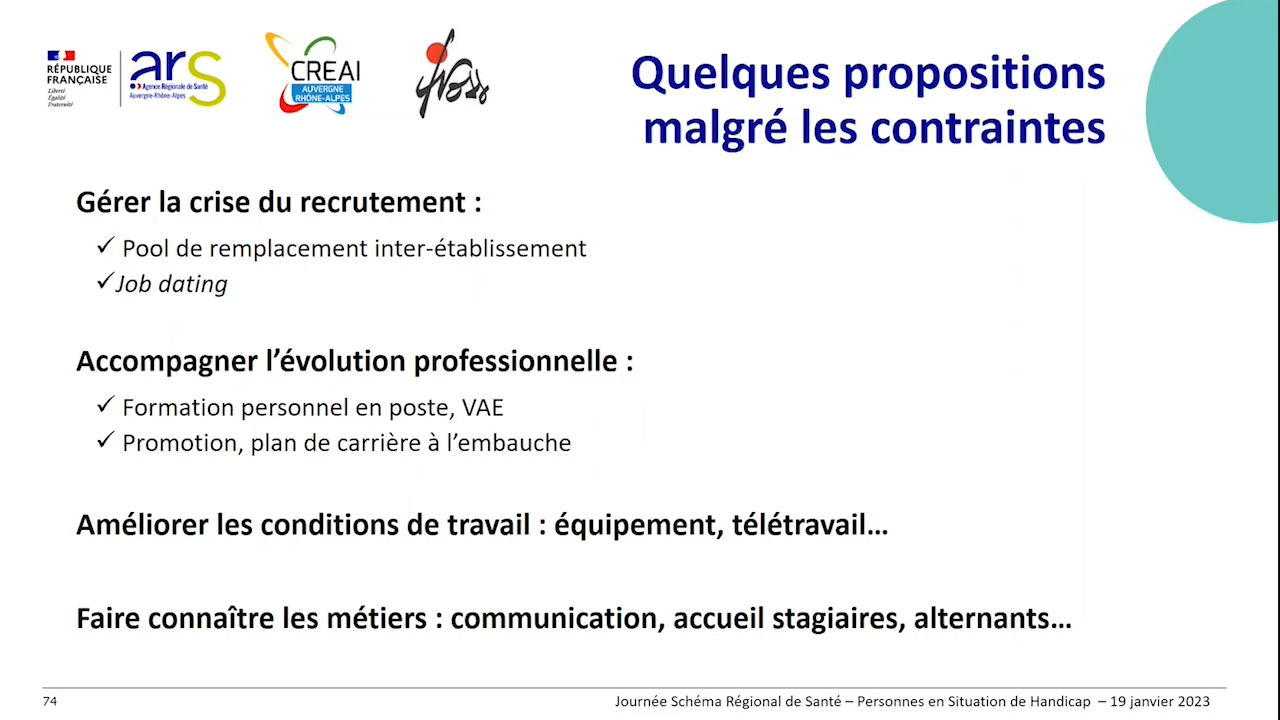 RÉPUBLIQUE
FRANÇAISE
Liberté
Égalité
Fraternité
ars
Agence Régionale de Santé
Auvergne-Rhône-Alpes
CREAI
AUVERGNE
RHÔNE-ALPES
Quelques propositions
malgré les contraintes
Gérer la crise du recrutement :
✓ Pool de remplacement inter-établissement
✓Job dating
Accompagner l’évolution professionnelle :
✓ Formation personnel en poste, VAE
✓ Promotion, plan de carrière à l’embauche
Améliorer les conditions de travail : équipement, télétravail…
Faire connaître les métiers : communication, accueil stagiaires, alternants…
74
Journée Schéma Régional de Santé – Personnes en Situation de Handicap – 19 janvier 2023